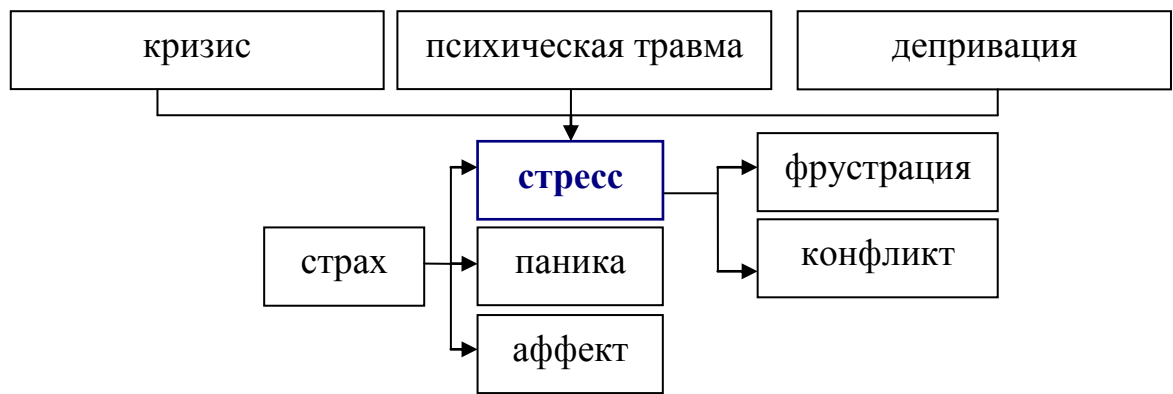 кризис
психическая травма
депривация
стресс
фрустрация
страх
паника
конфликт
аффект